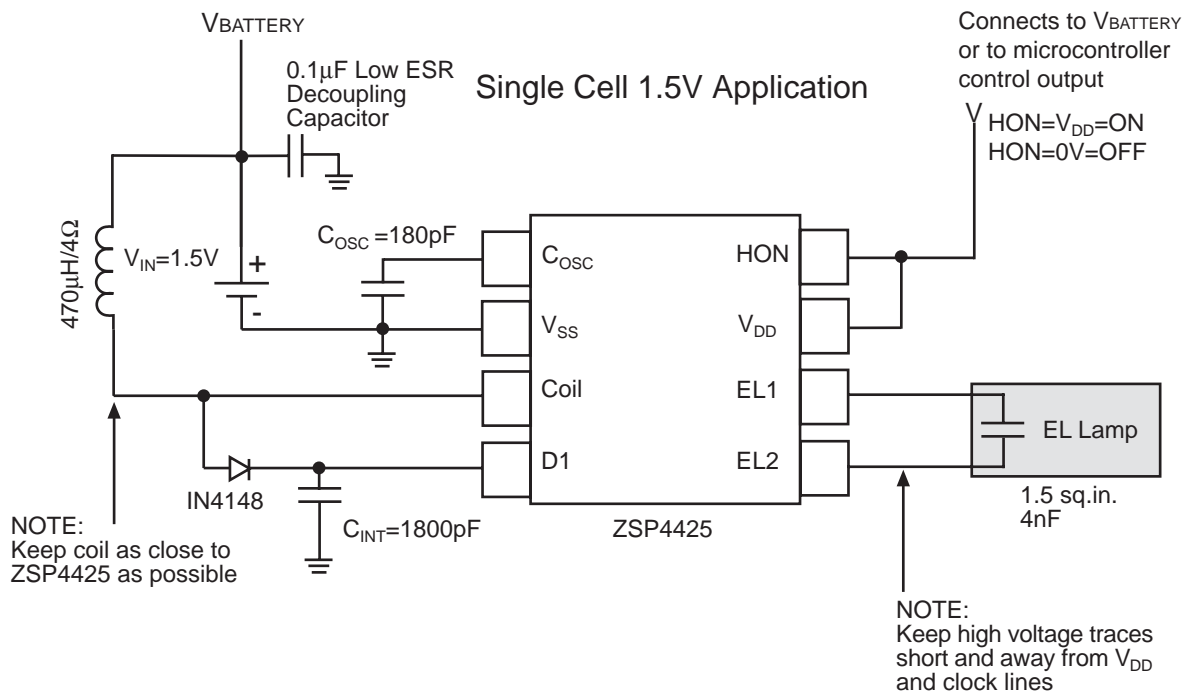 VBATTERY
0.1μF Low ESR
Decoupling
Capacitor
Single Cell 1.5V Application
Connects to VBATTERY
or to microcontroller
control output
V
HON=VDD=ON
HON=0V=OFF
470μH/4Ω
VIN=1.5V
+
-
COSC =180pF
COSC
VSS
Coil
D1
HON
VDD
EL1
EL2
EL Lamp
1.5 sq.in.
4nF
IN4148
CINT=1800pF
ZSP4425
NOTE:
Keep coil as close to
ZSP4425 as possible
NOTE:
Keep high voltage traces
short and away from VDD
and clock lines